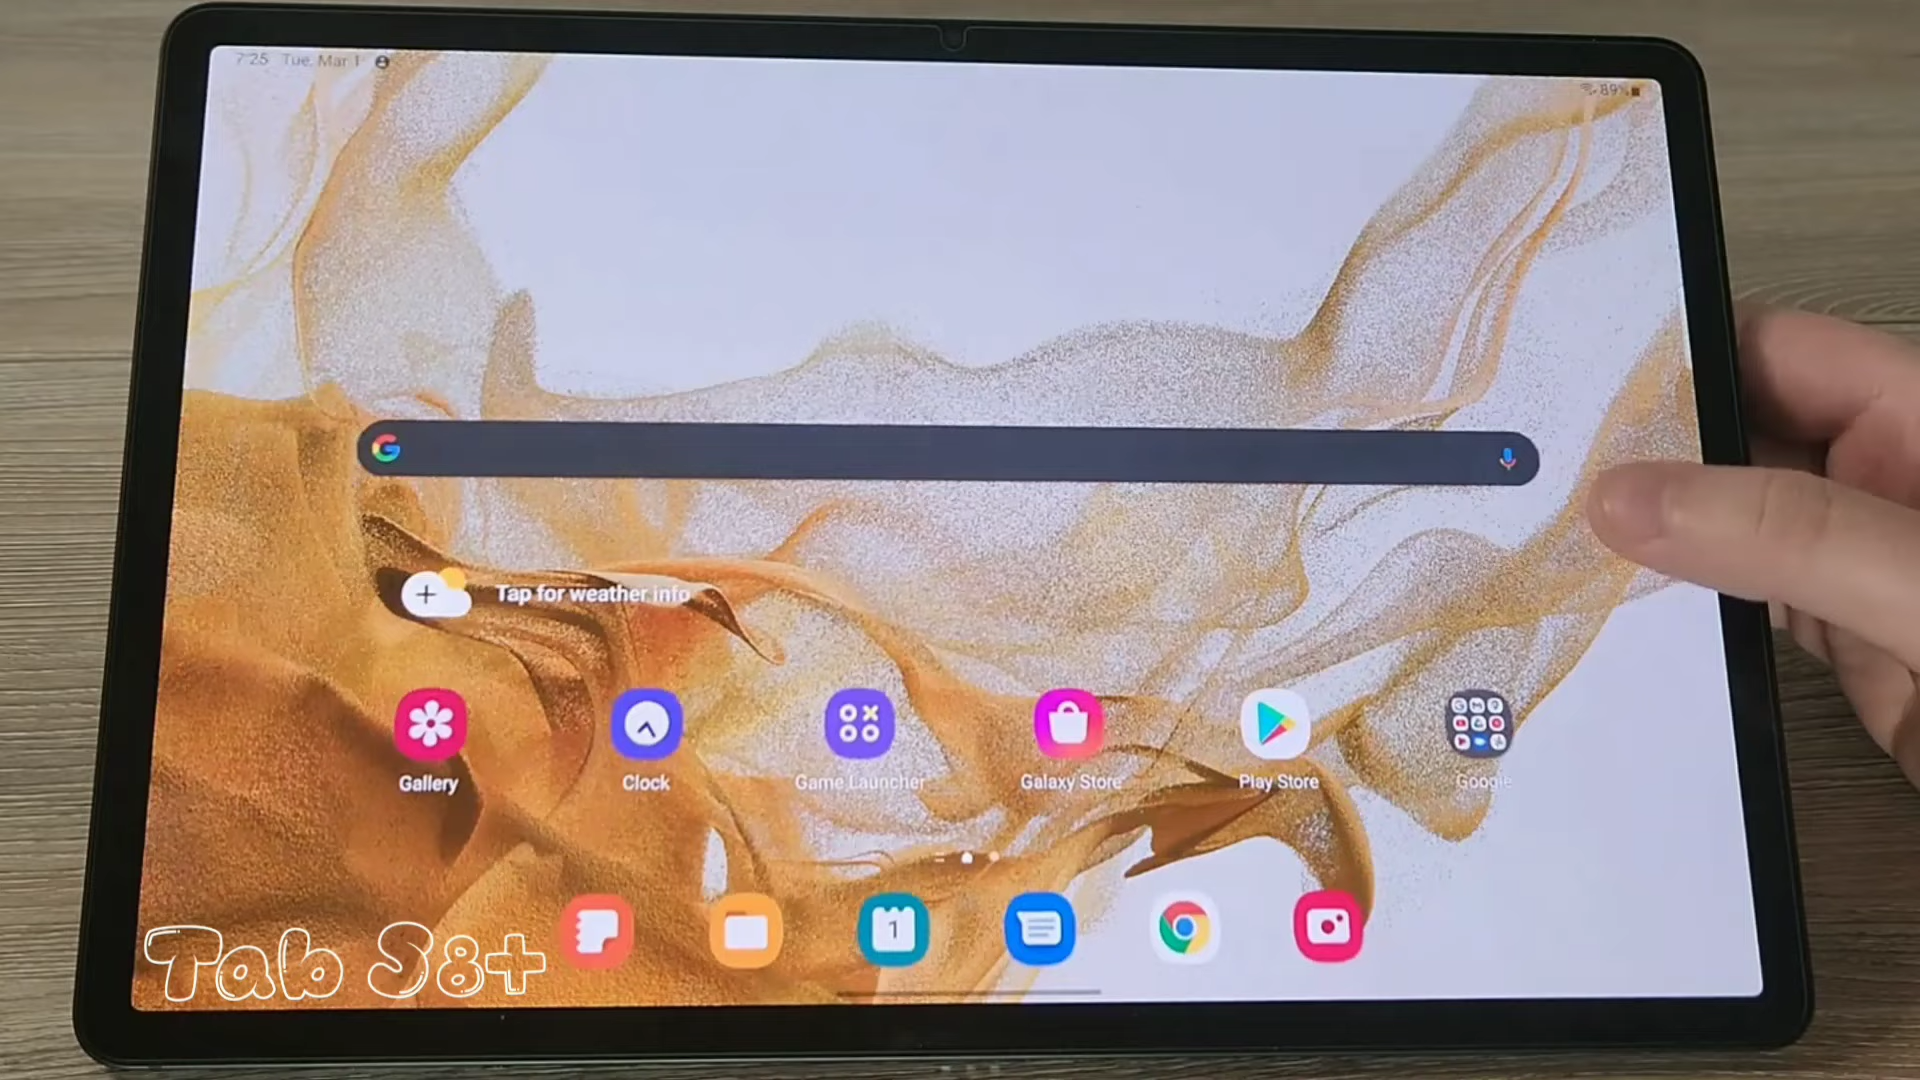 7:25 Tue, Mar 1
89%
Tap for weather info
Gallery Clock Game Launcher Galaxy Store Play Store Google
1
Tab S8+